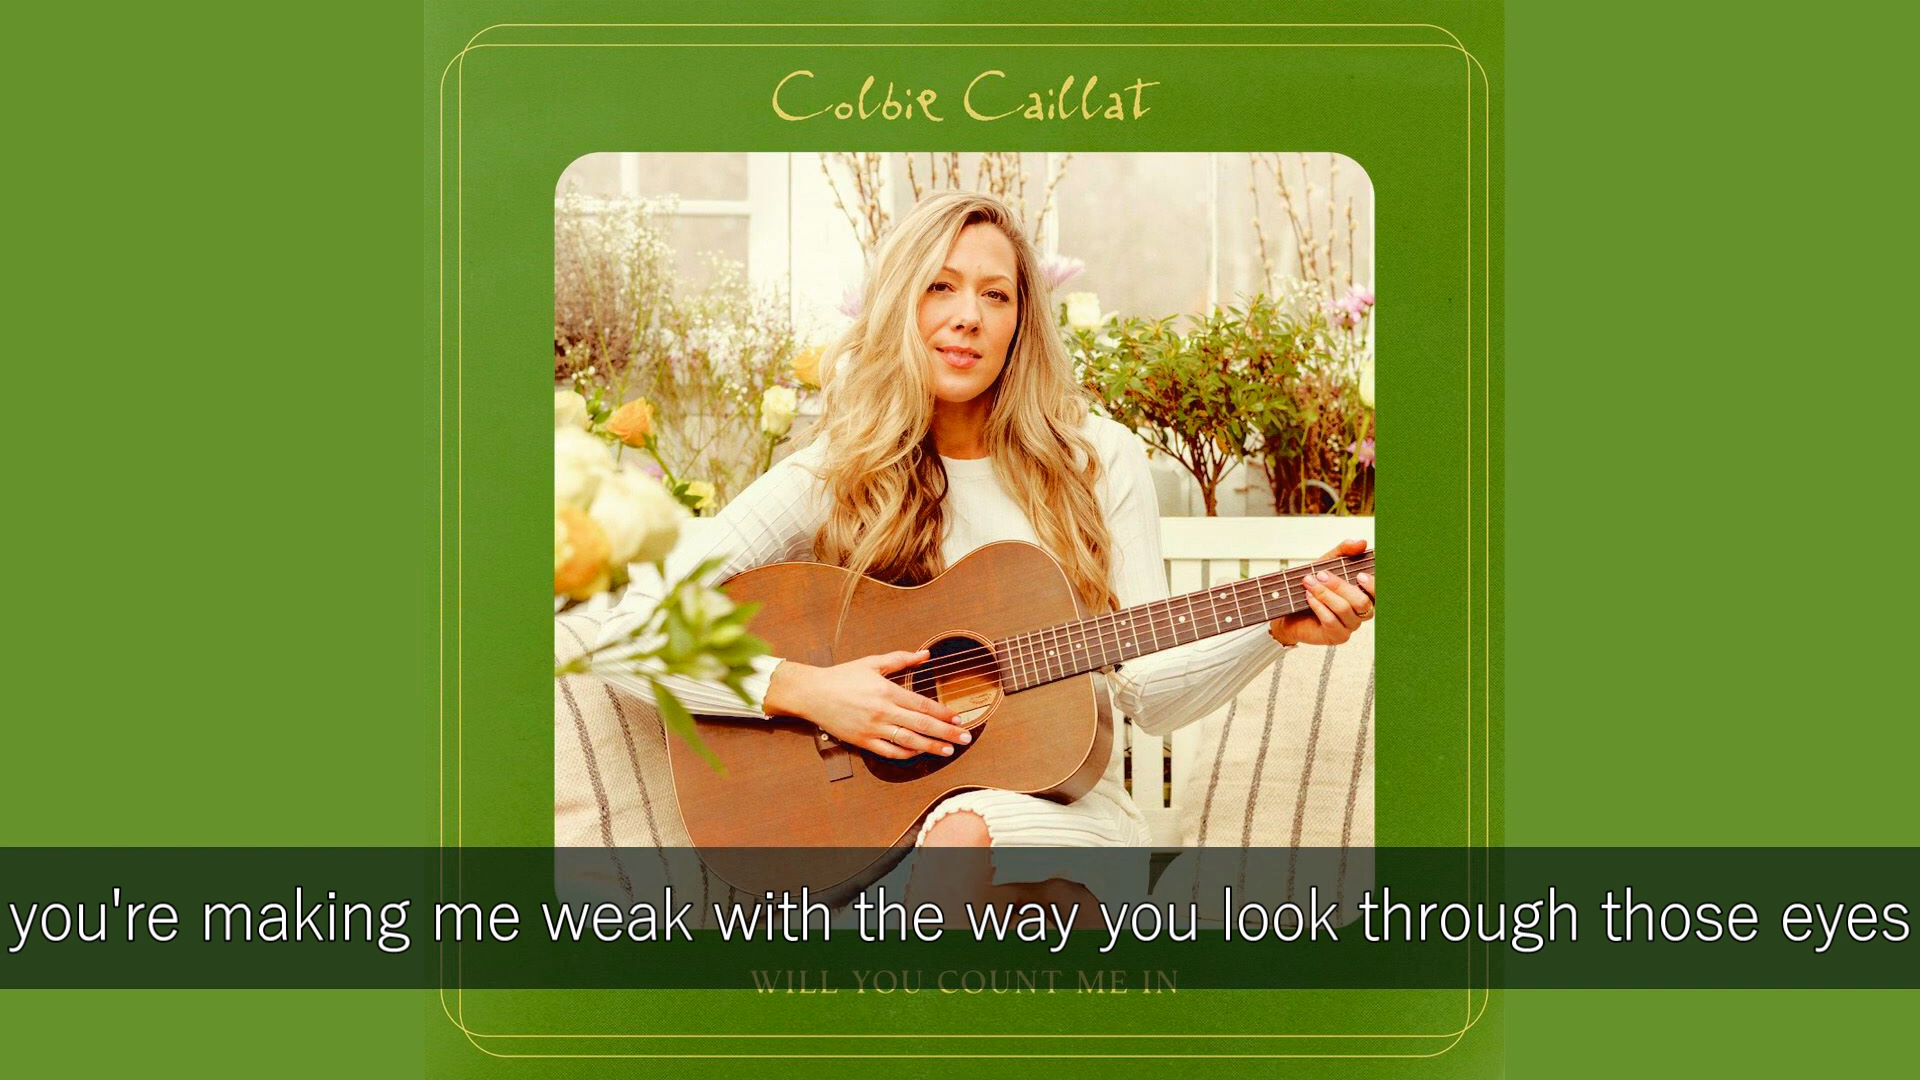 Colbie Caillat
you're making me weak with the way you look through those eyes
WILL YOU COUNT ME IN